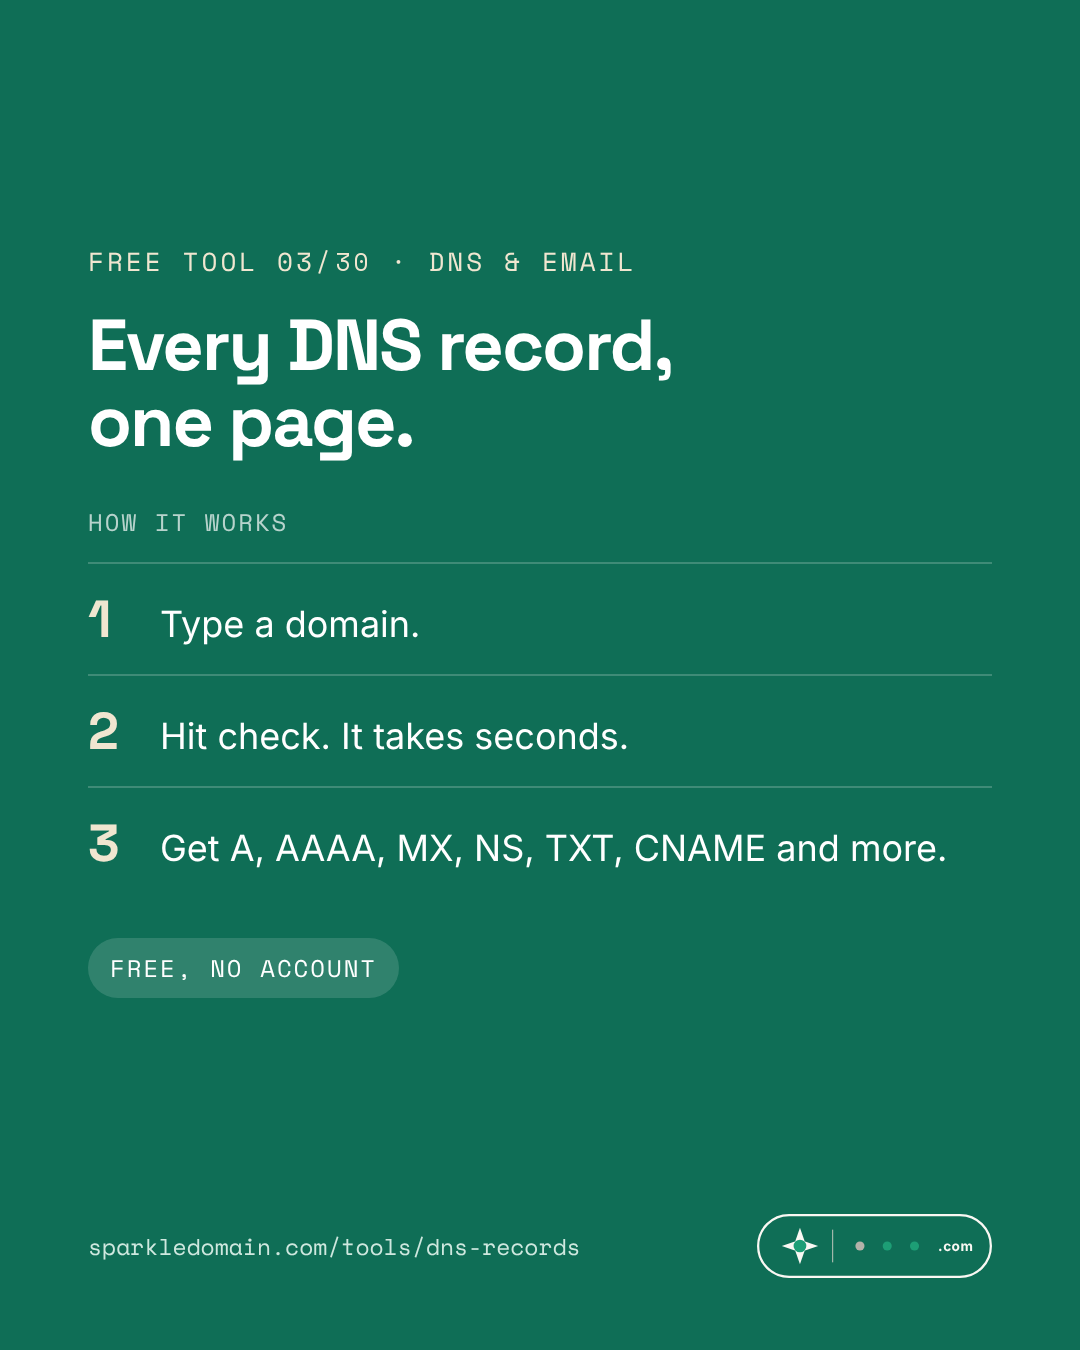 FREE TOOL 03/30 · DNS & EMAIL
Every DNS record,
one page.
HOW IT WORKS
1 Type a domain.
2 Hit check. It takes seconds.
3 Get A, AAAA, MX, NS, TXT, CNAME and more.
FREE, NO ACCOUNT
sparkledomain.com/tools/dns-records
.com